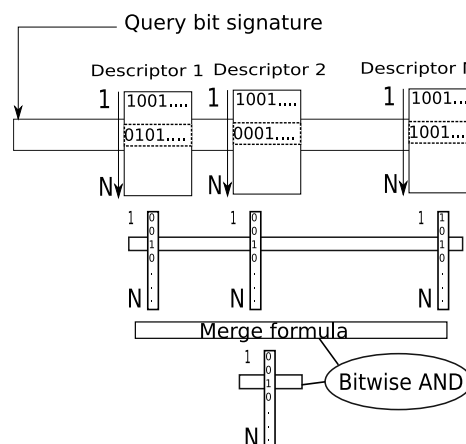 Query bit signature
Descriptor 1 Descriptor 2 Descriptor
1 1001.... 1 1001.... 1 1001...
0101.... 0001.... 1001...
N N N
1 0 1 0 1 1
0 0 0
1 1 1
0 0 0
N N N
Merge formula
1 0
0
1
0
Bitwise AND
N